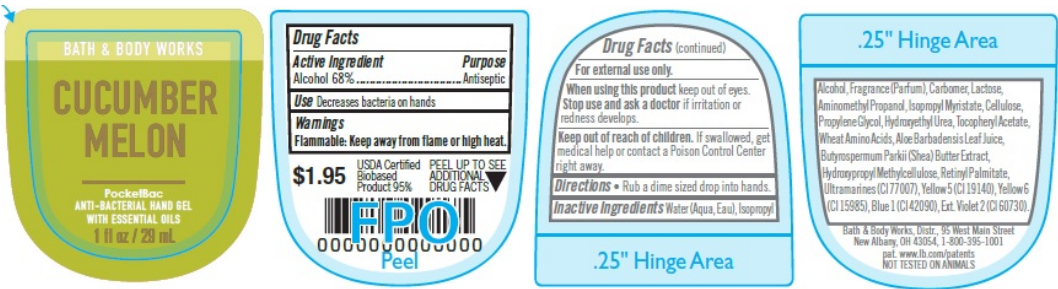 BATH & BODY WORKS
CUCUMBER
MELON
PocketBac
ANTI-BACTERIAL HAND GEL
WITH ESSENTIAL OILS
1 fl oz / 29 mL
Drug Facts
Active Ingredient Purpose
Alcohol 68%.................................Antiseptic
Use Decreases bacteria on hands
Warnings
Flammable: Keep away from flame or high heat.
$1.95
USDA Certified
Biobased
Product 95%
PEEL UP TO SEE
ADDITIONAL
DRUG FACTS
FPO
000000000000
Peel
Drug Facts (continued)
For external use only.
When using this product keep out of eyes.
Stop use and ask a doctor if irritation or
redness develops.
Keep out of reach of children. If swallowed, get
medical help or contact a Poison Control Center
right away.
Directions • Rub a dime sized drop into hands.
Inactive Ingredients Water (Aqua, Eau), Isopropyl
.25" Hinge Area
.25" Hinge Area
Alcohol, Fragrance (Parfum), Carbomer, Lactose,
Aminomethyl Propanol, Isopropyl Myristate, Cellulose,
Propylene Glycol, Hydroxyethyl Urea, Tocopheryl Acetate,
Wheat Amino Acids, Aloe Barbadensis Leaf Juice,
Butyrospermum Parkii (Shea) Butter Extract,
Hydroxypropyl Methylcellulose, Retinyl Palmitate,
Ultramarines (CI 77007), Yellow 5 (CI 19140), Yellow 6
(CI 15985), Blue 1 (CI 42090), Ext. Violet 2 (CI 60730).
Bath & Body Works, Distr., 95 West Main Street
New Albany, OH 43054, 1-800-395-1001
pat. www.lb.com/patents
NOT TESTED ON ANIMALS